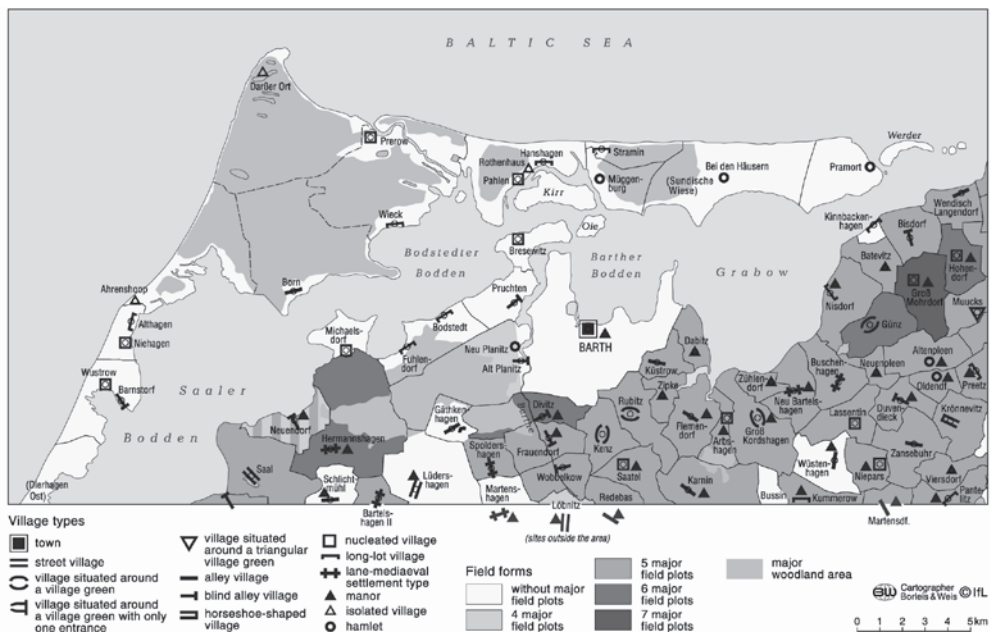 BALTIC SEA
Darßer Ort
Prerow
Werder
Hanshagen
Stramin
Rothenhaus
Bei den Häusern
Pramort
Pahlen
Müggen-
burg
(Sundische
Wiese)
Kirr
Wendisch
Langendorf
Wieck
Oie
Kinnbacken-
hagen
Bisdorf
Bresewitz
Bodstedter
Bodden
Barther
Bodden
Grabow
Batevitz
Hohen-
dorf
Born
Pruchten
Groß
Mohrdorf
Nisdorf
Muucks
Ahrenshoop
Althagen
Niehagen
Michaels-
dorf
Bodstedt
BARTH
Günz
Fuhlen-
dorf
Neu Planitz
Alt Planitz
Dabitz
Altenpleen
Küstrow
Buschen-
hagen
Neuenpleen
Wustrow
Barnstorf
Saaler
Bodden
Zipke
Zühlen-
dorf
Oldendf.
Preetz
Neu Bartels-
hagen
Gäthken-
hagen
Divitz
Rubitz
Flemen-
dorf
Lassentin
Duven-
dieck
Krönnevitz
Neuendorf
Arbs-
hagen
Groß
Kordshagen
Hermannshagen
Spolders-
hagen
Frauendorf
Kenz
Zansebuhr
Saal
Wobbelkow
Saatel
Wüsten-
hagen
Niepars
Viersdorf
(Dierhagen
Ost)
Schlicht-
mühl
Lüders-
hagen
Martens-
hagen
Redebas
Karnin
Bussin
Kummerow
Pante-
litz
Bartels-
hagen II
Löbnitz
(sites outside the area)
Martensdf.
Village types
town
street village
village situated
around a green
village situated around
a village green with only
one entrance
village situated
around a triangular
village green
alley village
blind alley village
horseshoe-shaped
village
nucleated village
long-lot village
lane-mediaeval
settlement type
manor
isolated village
hamlet
Field forms
without major
field plots
4 major
field plots
5 major
field plots
6 major
field plots
7 major
field plots
major
woodland area
BW Cartographer
Borleis & Weis © IfL
0 1 2 3 4 5km